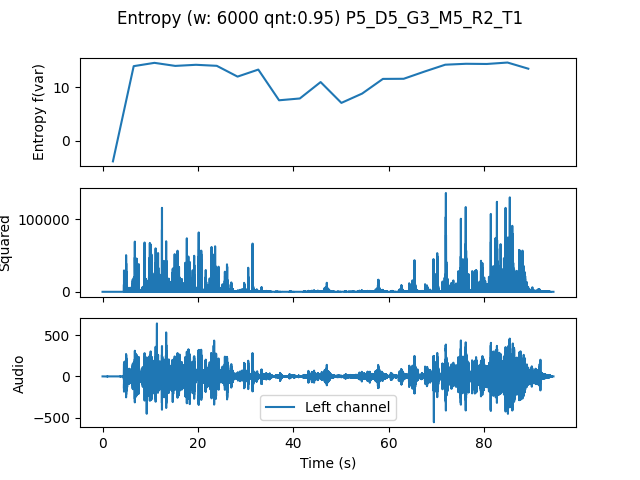 Entropy (w: 6000 qnt:0.95) P5_D5_G3_M5_R2_T1
Entropy f(var)
10
0
Squared
100000
0
Audio
500
0
−500
Left channel
0 20 40 60 80
Time (s)